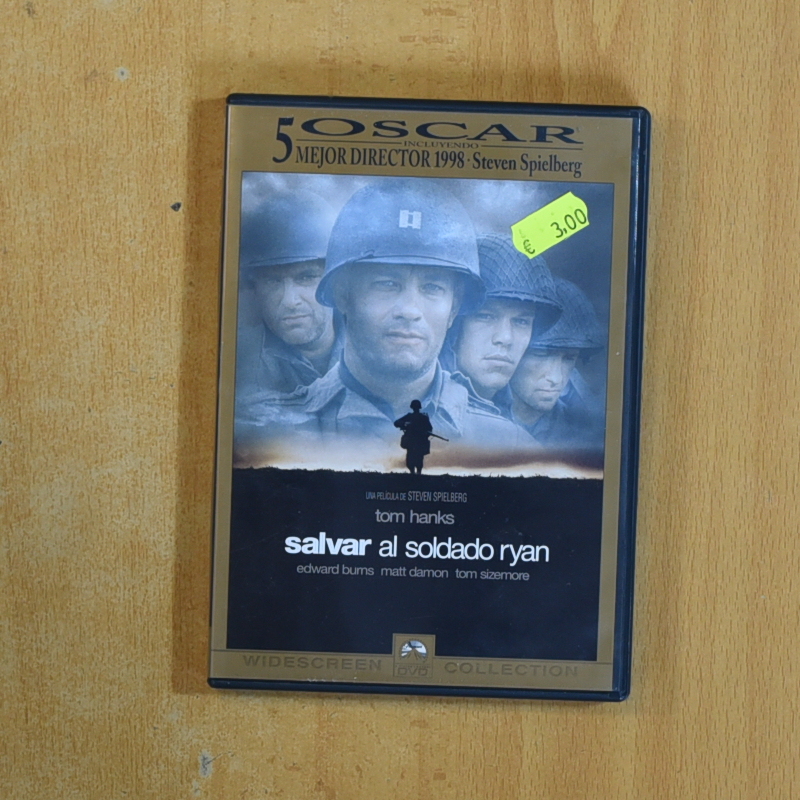 5 OSCAR
INCLUYENDO
MEJOR DIRECTOR 1998 · Steven Spielberg
€ 3,00
UNA PELÍCULA DE STEVEN SPIELBERG
tom hanks
salvar al soldado ryan
edward burns matt damon tom sizemore
WIDESCREEN DVD COLLECTION